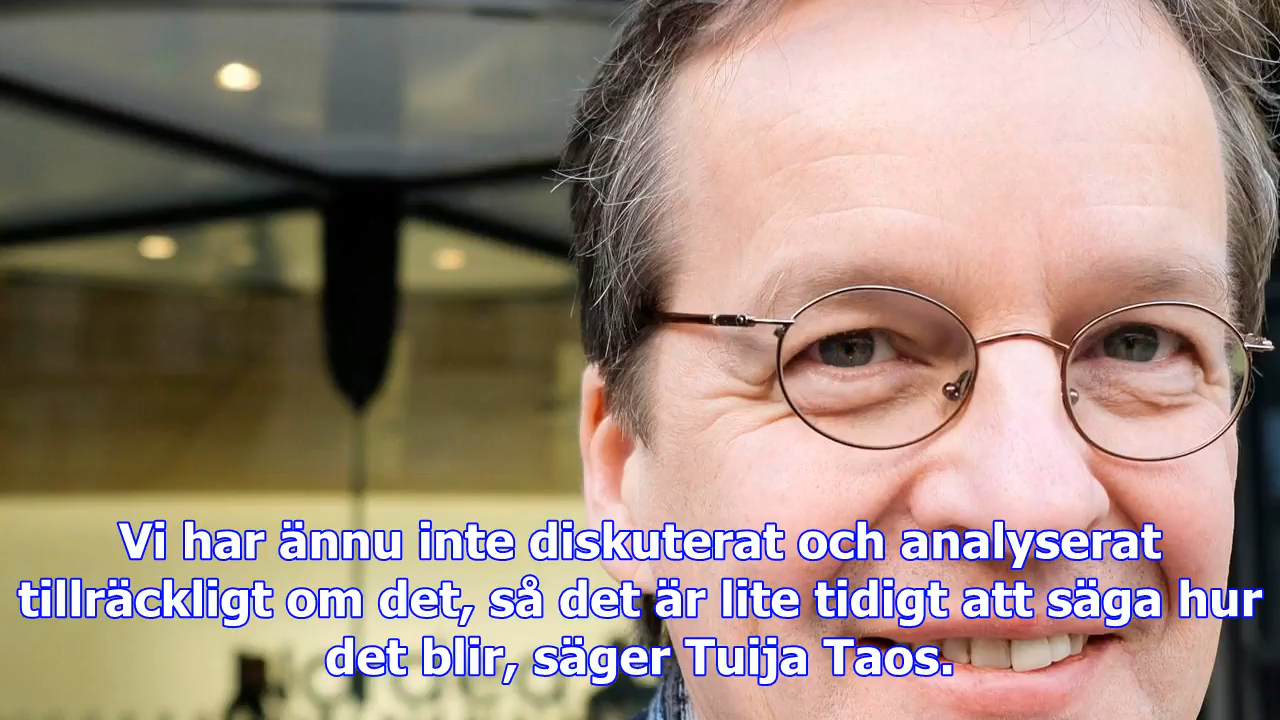 Vi har ännu inte diskuterat och analyserat
tillräckligt om det, så det är lite tidigt att säga hur
det blir, säger Tuija Taos.